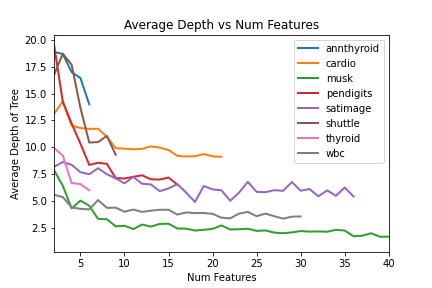 Average Depth vs Num Features
Average Depth of Tree
20.0
17.5
15.0
12.5
10.0
7.5
5.0
2.5
annthyroid
cardio
musk
pendigits
satimage
shuttle
thyroid
wbc
5 10 15 20 25 30 35 40
Num Features